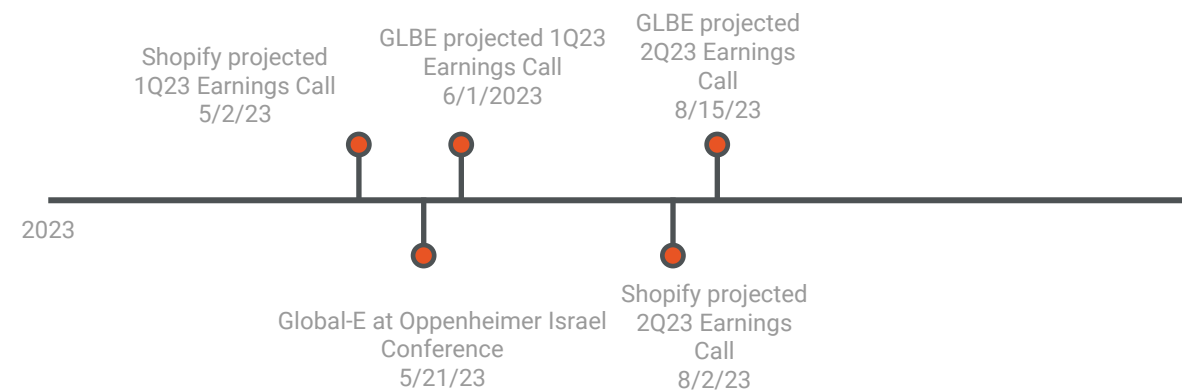 Shopify projected
1Q23 Earnings Call
5/2/23
GLBE projected 1Q23
Earnings Call
6/1/2023
GLBE projected
2Q23 Earnings
Call
8/15/23
2023
Global-E at Oppenheimer Israel
Conference
5/21/23
Shopify projected
2Q23 Earnings
Call
8/2/23